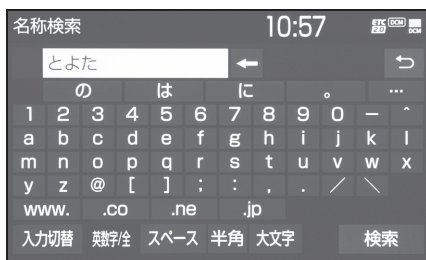 名称検索 10:57 ETC 2.0 DCM DCM
とよた ←
の は に 。 …
1 2 3 4 5 6 7 8 9 0 - ^
a b c d e f g h i j k l
m n o p q r s t u v w x
y z @ [ ] ; : , . / \
www. .co .ne .jp
入力切替 英数字/全 スペース 半角 大文字 検索